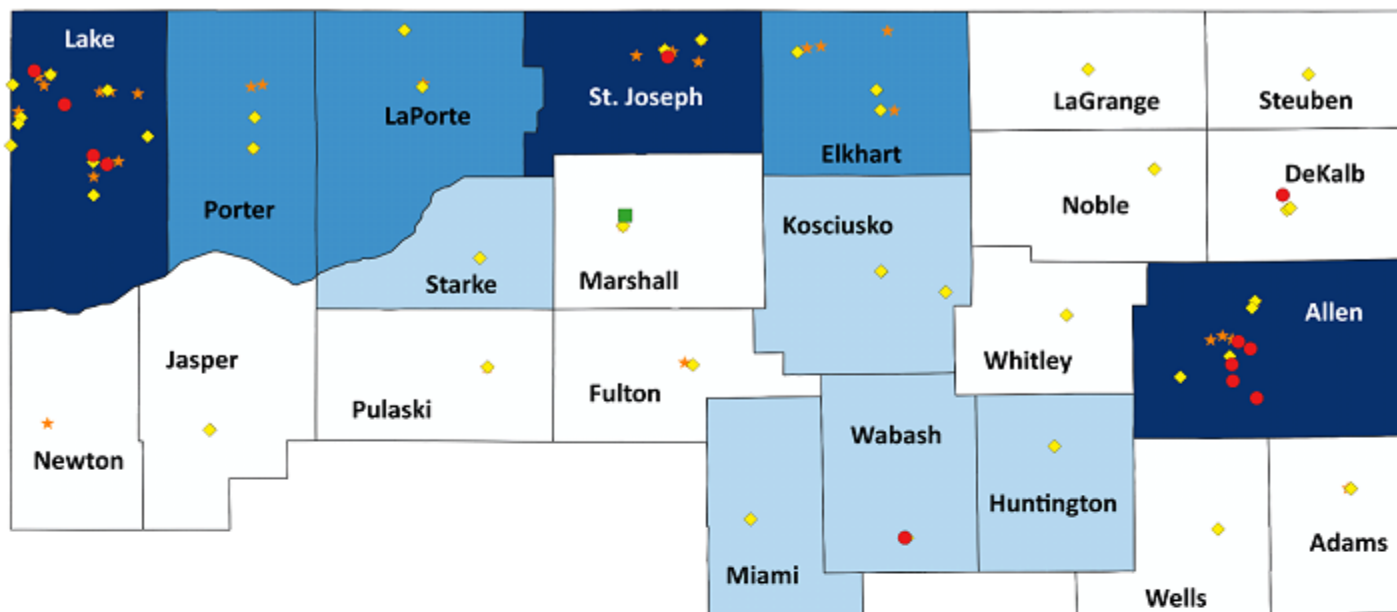 Lake
St. Joseph
LaGrange
Steuben
LaPorte
Elkhart
DeKalb
Porter
Noble
Kosciusko
Starke
Marshall
Allen
Jasper
Whitley
Fulton
Pulaski
Wabash
Newton
Huntington
Adams
Miami
Wells